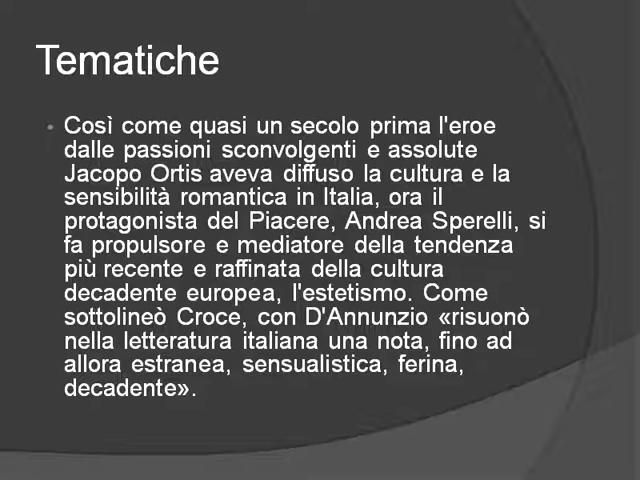 Tematiche
• Così come quasi un secolo prima l'eroe
dalle passioni sconvolgenti e assolute
Jacopo Ortis aveva diffuso la cultura e la
sensibilità romantica in Italia, ora il
protagonista del Piacere, Andrea Sperelli, si
fa propulsore e mediatore della tendenza
più recente e raffinata della cultura
decadente europea, l'estetismo. Come
sottolineò Croce, con D'Annunzio «risuonò
nella letteratura italiana una nota, fino ad
allora estranea, sensualistica, ferina,
decadente».